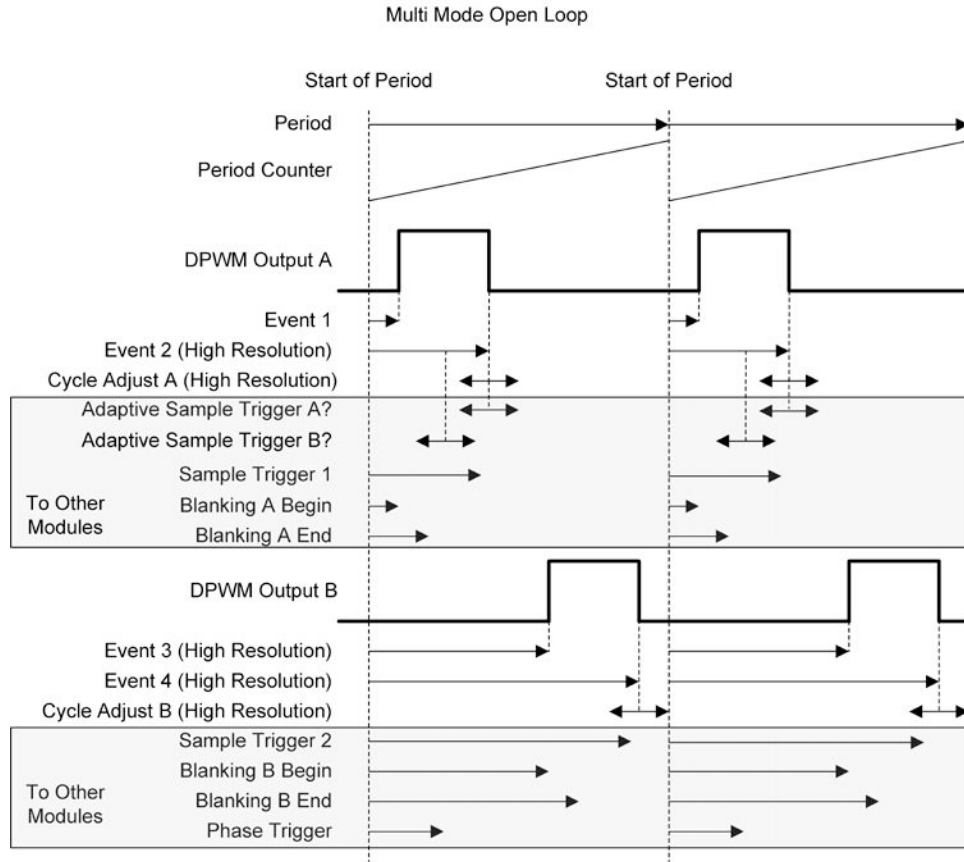 Multi Mode Open Loop
Start of Period
Start of Period
Period
Period Counter
DPWM Output A
Event 1
Event 2 (High Resolution)
Cycle Adjust A (High Resolution)
Adaptive Sample Trigger A?
Adaptive Sample Trigger B?
Sample Trigger 1
To Other
Modules
Blanking A Begin
Blanking A End
DPWM Output B
Event 3 (High Resolution)
Event 4 (High Resolution)
Cycle Adjust B (High Resolution)
Sample Trigger 2
Blanking B Begin
To Other
Modules
Blanking B End
Phase Trigger